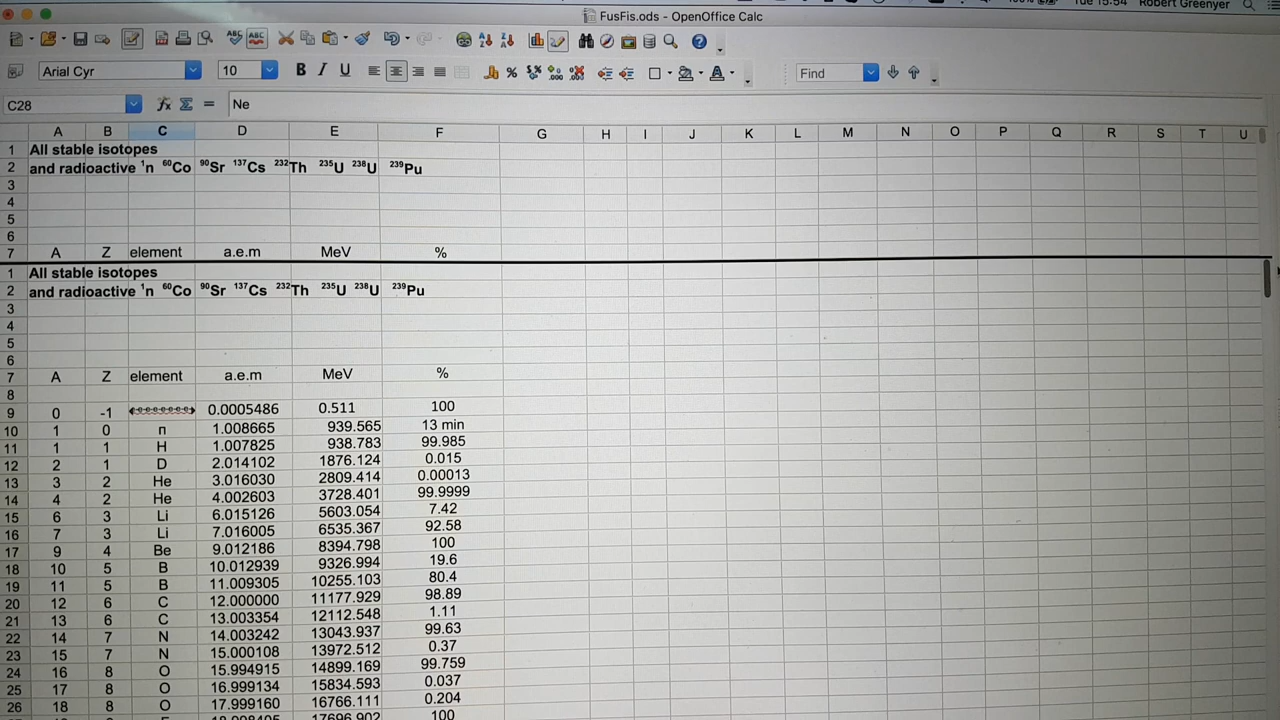 Tue 15:54 Robert Greenyer
FusFis.ods - OpenOffice Calc
Arial Cyr 10 B I U % Find
C28 Ne
A B C D E F G H I J K L M N O P Q R S T U
1 All stable isotopes
2 and radioactive ¹n ⁶⁰Co ⁹⁰Sr ¹³⁷Cs ²³²Th ²³⁵U ²³⁸U ²³⁹Pu
3
4
5
6
7 A Z element a.e.m MeV %
1 All stable isotopes
2 and radioactive ¹n ⁶⁰Co ⁹⁰Sr ¹³⁷Cs ²³²Th ²³⁵U ²³⁸U ²³⁹Pu
3
4
5
6
7 A Z element a.e.m MeV %
8
9 0 -1 0.0005486 0.511 100
10 1 0 n 1.008665 939.565 13 min
11 1 1 H 1.007825 938.783 99.985
12 2 1 D 2.014102 1876.124 0.015
13 3 2 He 3.016030 2809.414 0.00013
14 4 2 He 4.002603 3728.401 99.9999
15 6 3 Li 6.015126 5603.054 7.42
16 7 3 Li 7.016005 6535.367 92.58
17 9 4 Be 9.012186 8394.798 100
18 10 5 B 10.012939 9326.994 19.6
19 11 5 B 11.009305 10255.103 80.4
20 12 6 C 12.000000 11177.929 98.89
21 13 6 C 13.003354 12112.548 1.11
22 14 7 N 14.003242 13043.937 99.63
23 15 7 N 15.000108 13972.512 0.37
24 16 8 O 15.994915 14899.169 99.759
25 17 8 O 16.999134 15834.593 0.037
26 18 8 O 17.999160 16766.111 0.204
17696.902 100